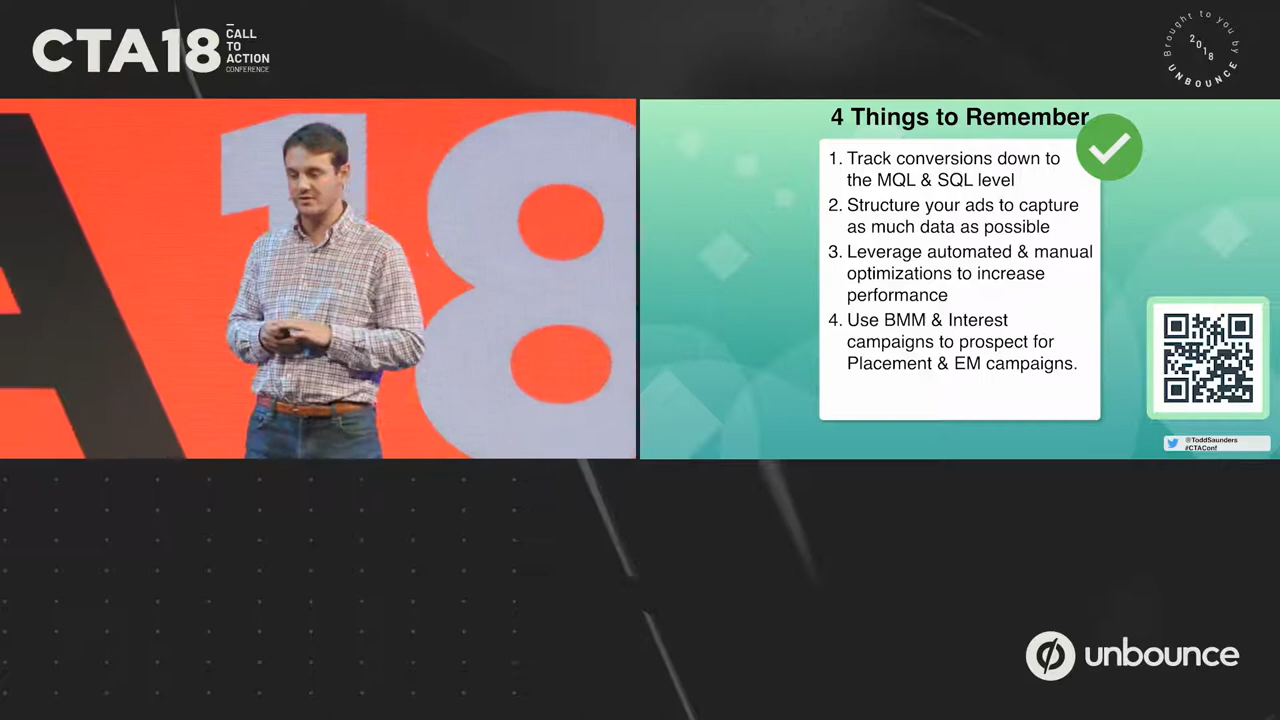 CTA18
CALL
TO
ACTION
CONFERENCE
Brought to you by
2018
UNBOUNCE
A 18
4 Things to Remember
1. Track conversions down to
the MQL & SQL level
2. Structure your ads to capture
as much data as possible
3. Leverage automated & manual
optimizations to increase
performance
4. Use BMM & Interest
campaigns to prospect for
Placement & EM campaigns.
@ToddSaunders
#CTAConf
unbounce